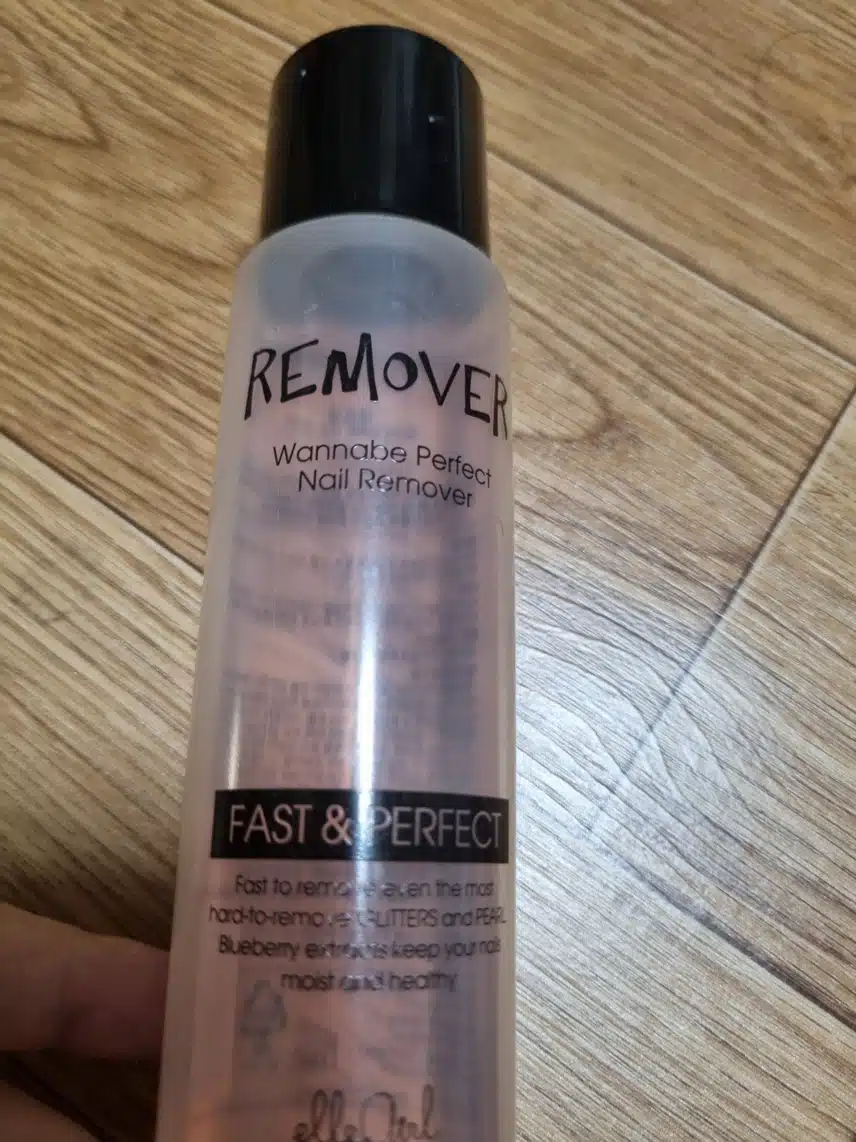 REMOVER
Wannabe Perfect
Nail Remover
FAST & PERFECT
Fast to remove even the most
hard-to-remove GLITTERS and PEARL
Blueberry extracts keep your nails
moist and healthy
elleGirl